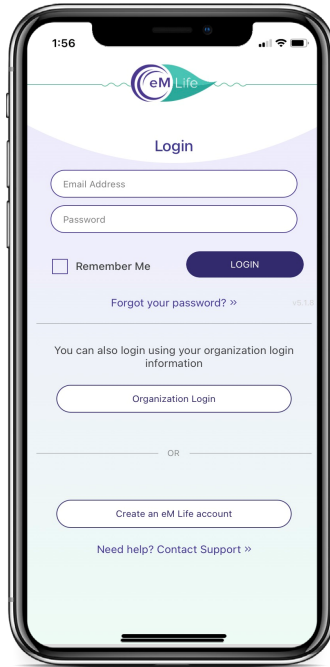 1:56
eM Life
Login
Email Address
Password
Remember Me
LOGIN
Forgot your password? »
v5.1.8
You can also login using your organization login
information
Organization Login
OR
Create an eM Life account
Need help? Contact Support »